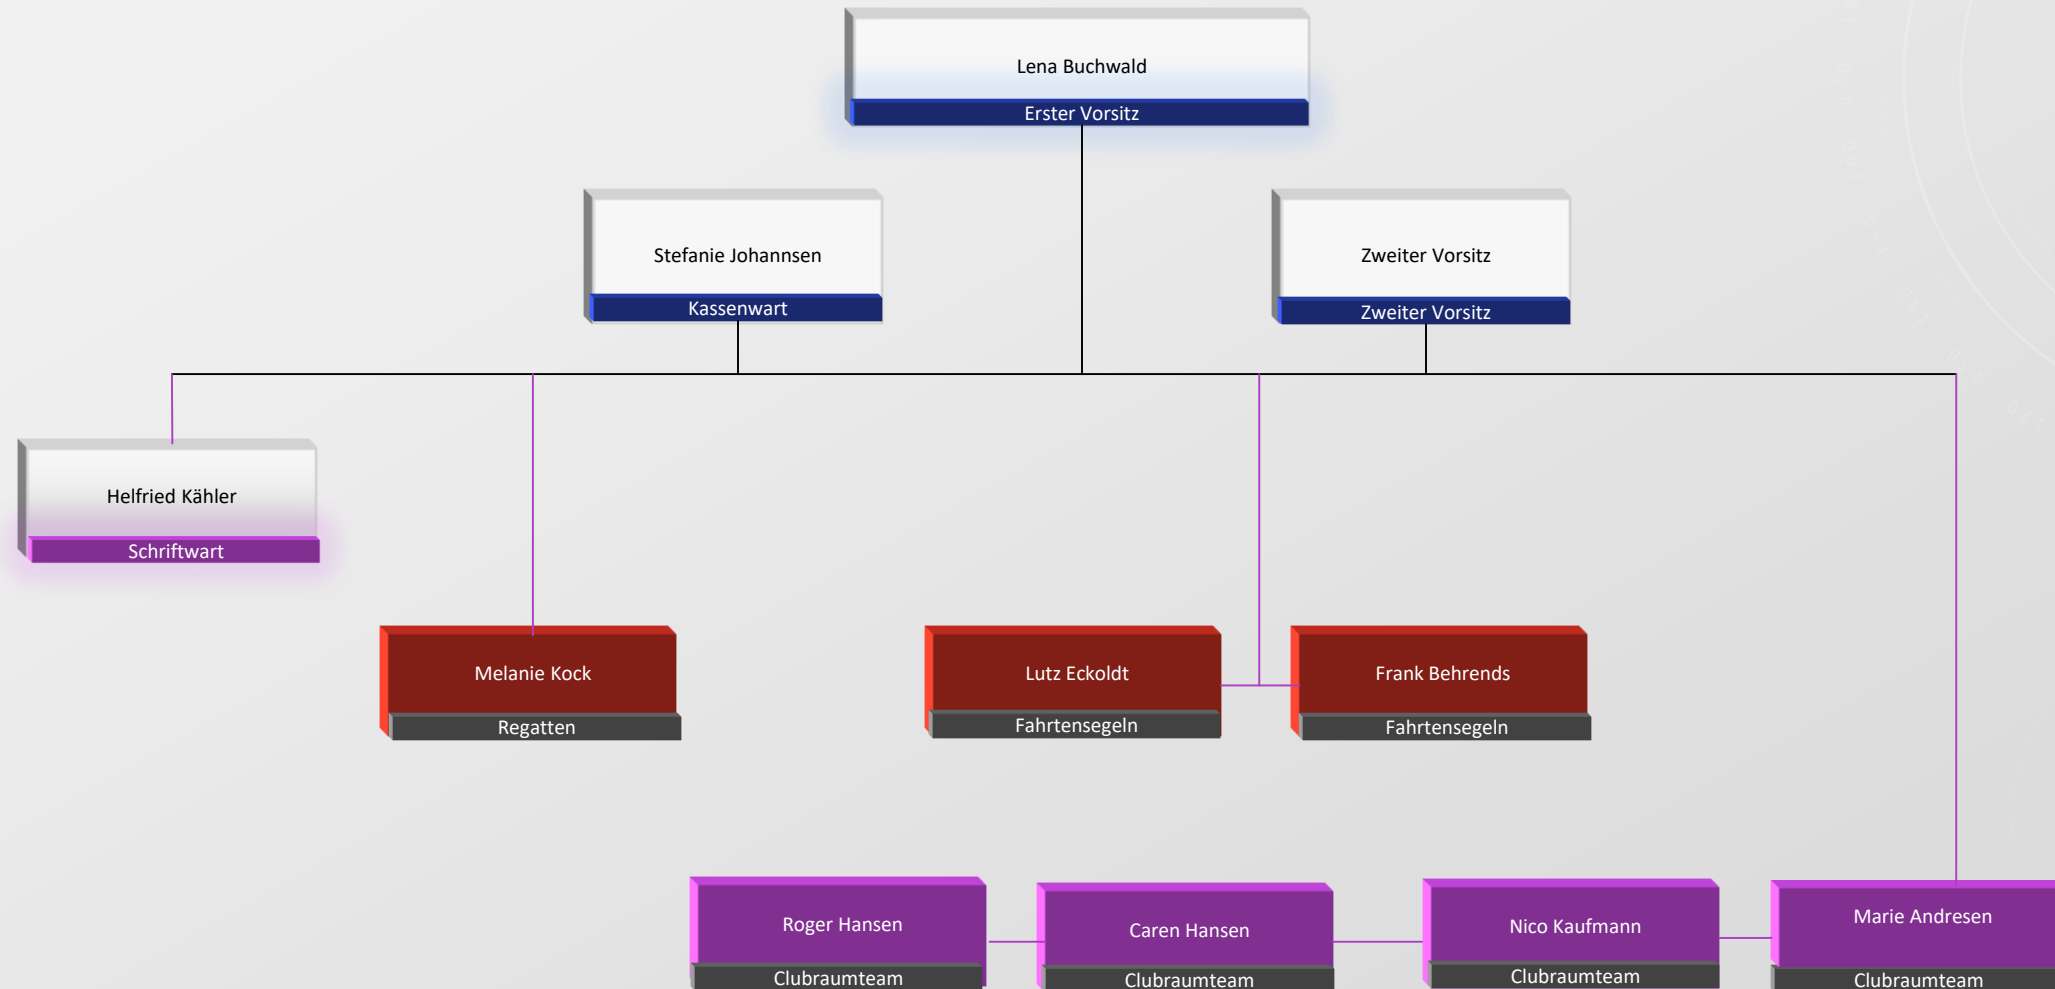 Lena Buchwald
Erster Vorsitz
Stefanie Johannsen
Kassenwart
Zweiter Vorsitz
Zweiter Vorsitz
Helfried Kähler
Schriftwart
Melanie Kock
Regatten
Lutz Eckoldt
Fahrtensegeln
Frank Behrends
Fahrtensegeln
Roger Hansen
Clubraumteam
Caren Hansen
Clubraumteam
Nico Kaufmann
Clubraumteam
Marie Andresen
Clubraumteam